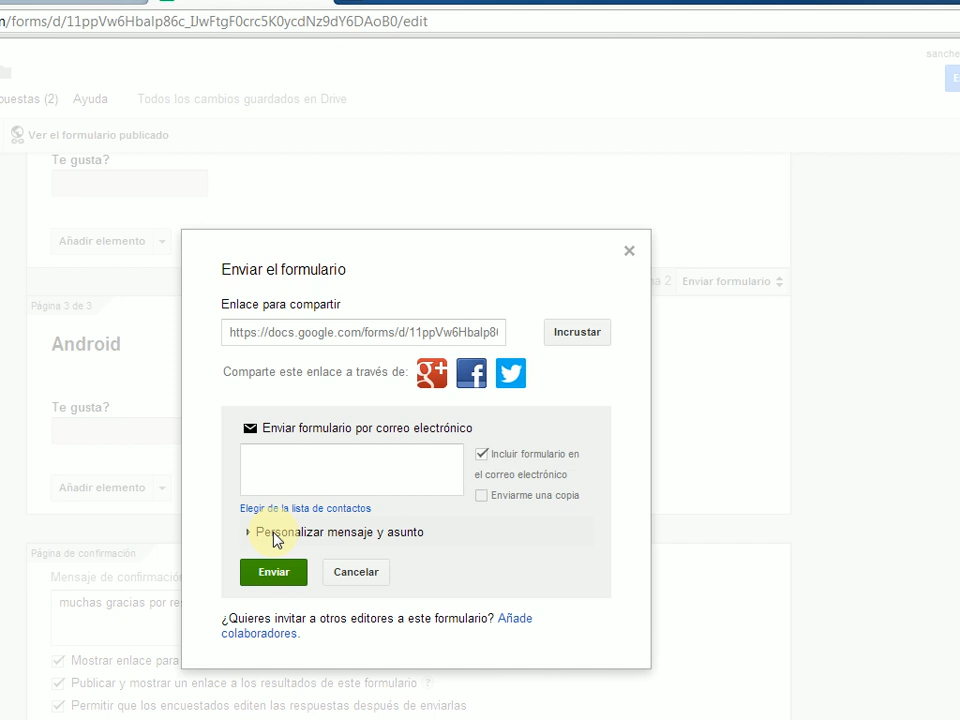 /forms/d/11ppVw6Hbalp86c_IJwFtgF0crc5K0ycdNz9dY6DAoB0/edit
sanche
puestas (2) Ayuda Todos los cambios guardados en Drive
Ver el formulario publicado
Te gusta?
Añadir elemento
Enviar formulario
Página 3 de 3
Android
Te gusta?
Añadir elemento
Enviar el formulario
Enlace para compartir
https://docs.google.com/forms/d/11ppVw6Hbalp8
Incrustar
Comparte este enlace a través de:
Enviar formulario por correo electrónico
Incluir formulario en
el correo electrónico
Enviarme una copia
Elegir de la lista de contactos
Personalizar mensaje y asunto
Enviar Cancelar
¿Quieres invitar a otros editores a este formulario? Añade
colaboradores.
Página de confirmación
Mensaje de confirmación
muchas gracias por re
Mostrar enlace para
Publicar y mostrar un enlace a los resultados de este formulario ?
Permitir que los encuestados editen las respuestas después de enviarlas